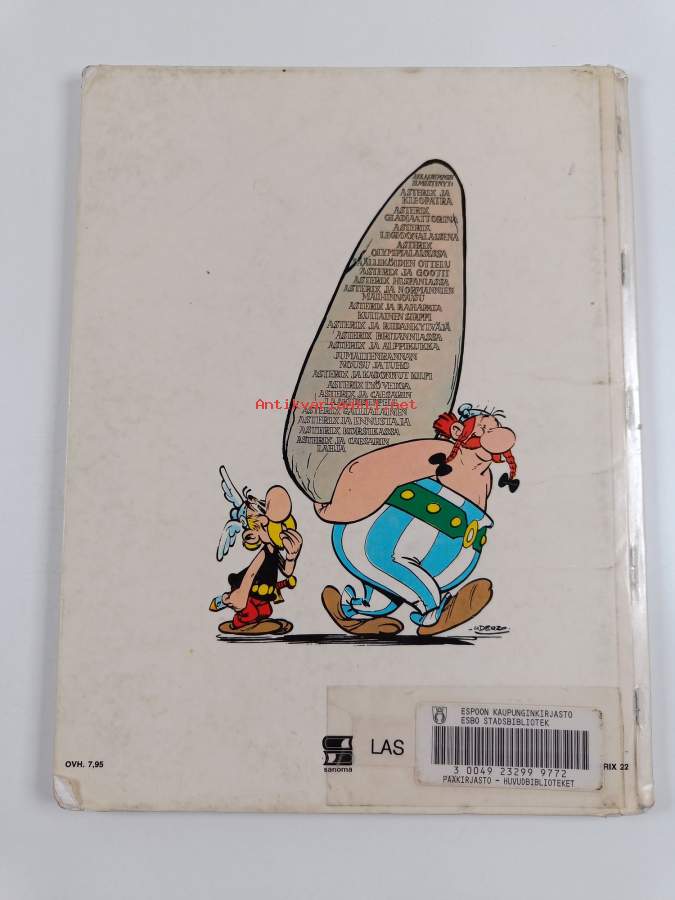 ASTERIX JA
KLEOPATRA
ASTERIX
GLADIAATTORINA
ASTERIX
LEGIOONALAISENA
ASTERIX
OLYMPIALAISISSA
PÄÄLLIKÖIDEN OTTELU
ASTERIX JA GOOTIT
ASTERIX HISPANIASSA
ASTERIX JA NORMANNIEN
MAIHINNOUSU
ASTERIX JA RAHAPATA
KULTAINEN SIRPPI
ASTERIX JA RIIDANKYLVÄJÄ
ASTERIX BRITANNIASSA
ASTERIX JA ALPPIKUKKA
JUMALTENRANNAN
NOUSU JA TUHO
ASTERIX JA KADONNUT KILPI
ASTERIX LYÖ VETOA
ASTERIX JA CAESARIN
Antikvariaatit.net
ASTERIX GALLIALAINEN
ASTERIX JA ENNUSTAJA
ASTERIX KORSIKASSA
ASTERIX JA CAESARIN
LAHJA
UDERZO
ESPOON KAUPUNGINKIRJASTO
ESBO STADSBIBLIOTEK
3 0049 23299 9772
PÄÄKIRJASTO - HUVUDBIBLIOTEKET
OVH. 7,95
sanoma
LAS
RIX 22